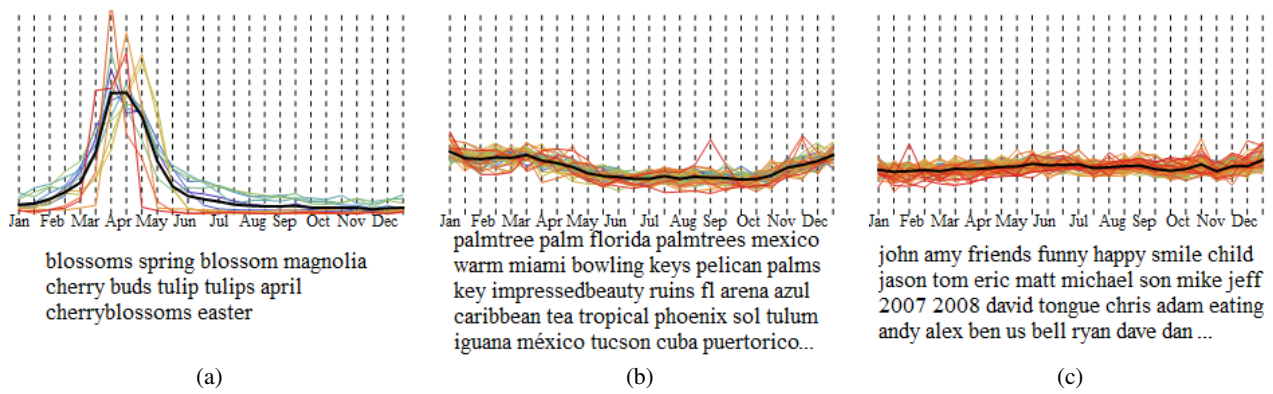 Jan Feb Mar Apr May Jun Jul Aug Sep Oct Nov Dec
blossoms spring blossom magnolia
cherry buds tulip tulips april
cherryblossoms easter
(a)
Jan Feb Mar Apr May Jun Jul Aug Sep Oct Nov Dec
palmtree palm florida palmtrees mexico
warm miami bowling keys pelican palms
key impressedbeauty ruins fl arena azul
caribbean tea tropical phoenix sol tulum
iguana méxico tucson cuba puertorico...
(b)
Jan Feb Mar Apr May Jun Jul Aug Sep Oct Nov Dec
john amy friends funny happy smile child
jason tom eric matt michael son mike jeff
2007 2008 david tongue chris adam eating
andy alex ben us bell ryan dave dan ...
(c)